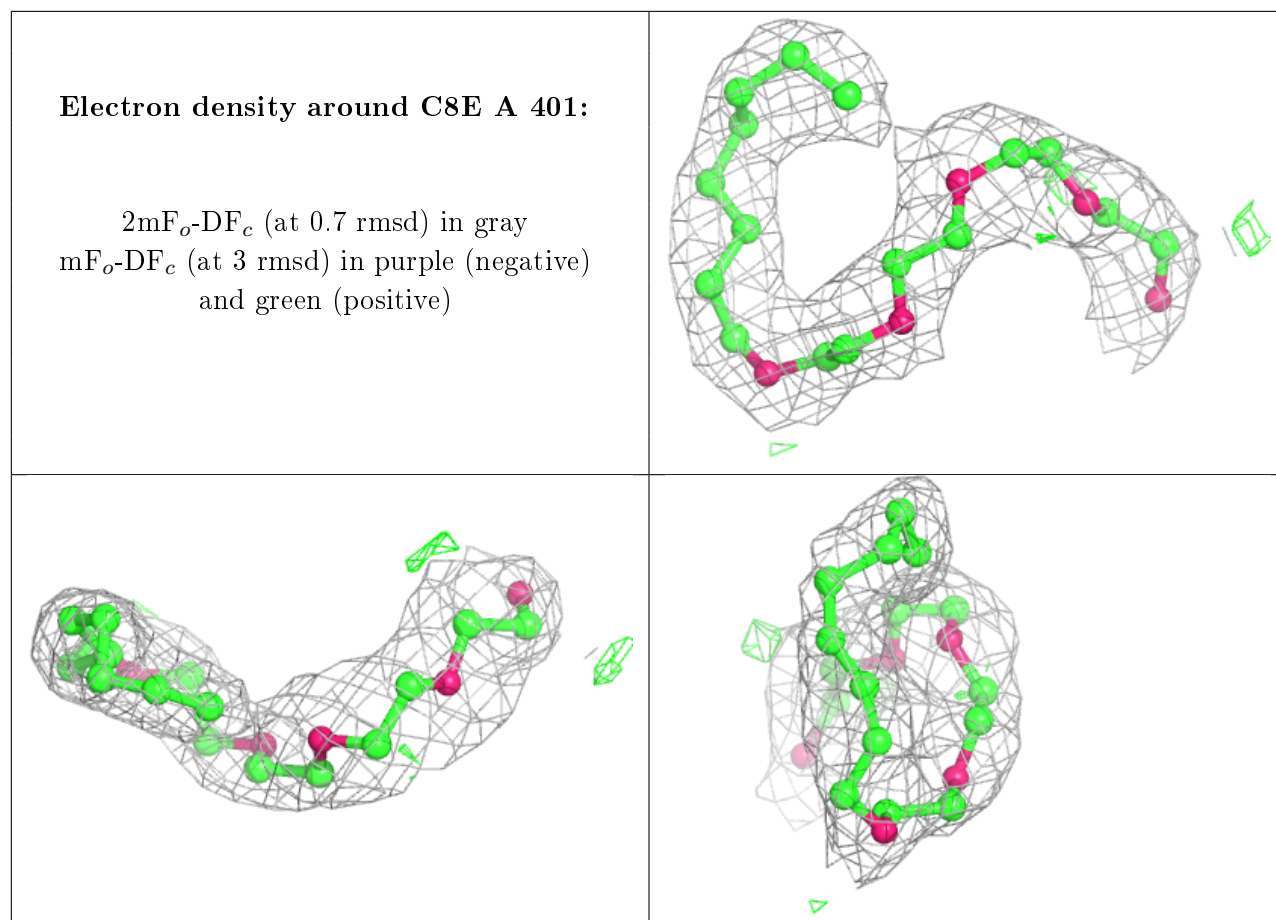 Electron density around C8E A 401:
2mFo-DFc (at 0.7 rmsd) in gray
mFo-DFc (at 3 rmsd) in purple (negative)
and green (positive)